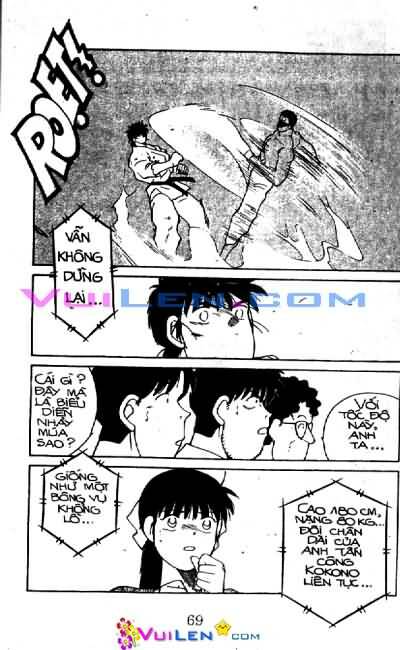 ROẸT!..
VẪN
KHÔNG
DỪNG
LẠI...
VuiLen.com
CÁI GÌ?
ĐÂY MÀ
LÀ BIỂU
DIỄN
NHẢY
MÚA
SAO?
VỚI
TỐC ĐỘ
NÀY,
ANH
TA...
GIỐNG
NHƯ MỘT
BÔNG VỤ
KHỔNG
LỒ...
CAO 180 CM,
NẶNG 80 KG...
ĐÔI CHÂN
DÀI CỦA
ANH TẤN
CÔNG
KOKONO
LIÊN TỤC...
69
VuiLen.com